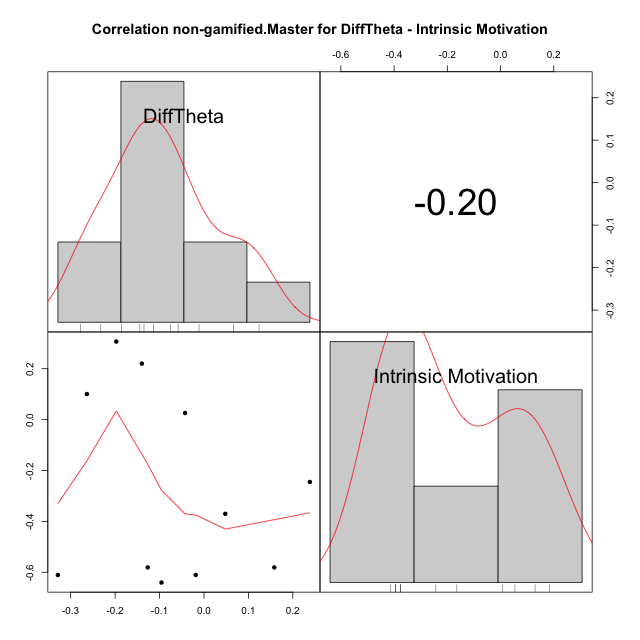 Correlation non-gamified.Master for DiffTheta - Intrinsic Motivation
-0.6 -0.4 -0.2 0.0 0.2
DiffTheta
-0.20
0.2
0.1
0.0
-0.1
-0.2
-0.3
0.2
0.0
-0.2
-0.4
-0.6
Intrinsic Motivation
-0.3 -0.2 -0.1 0.0 0.1 0.2